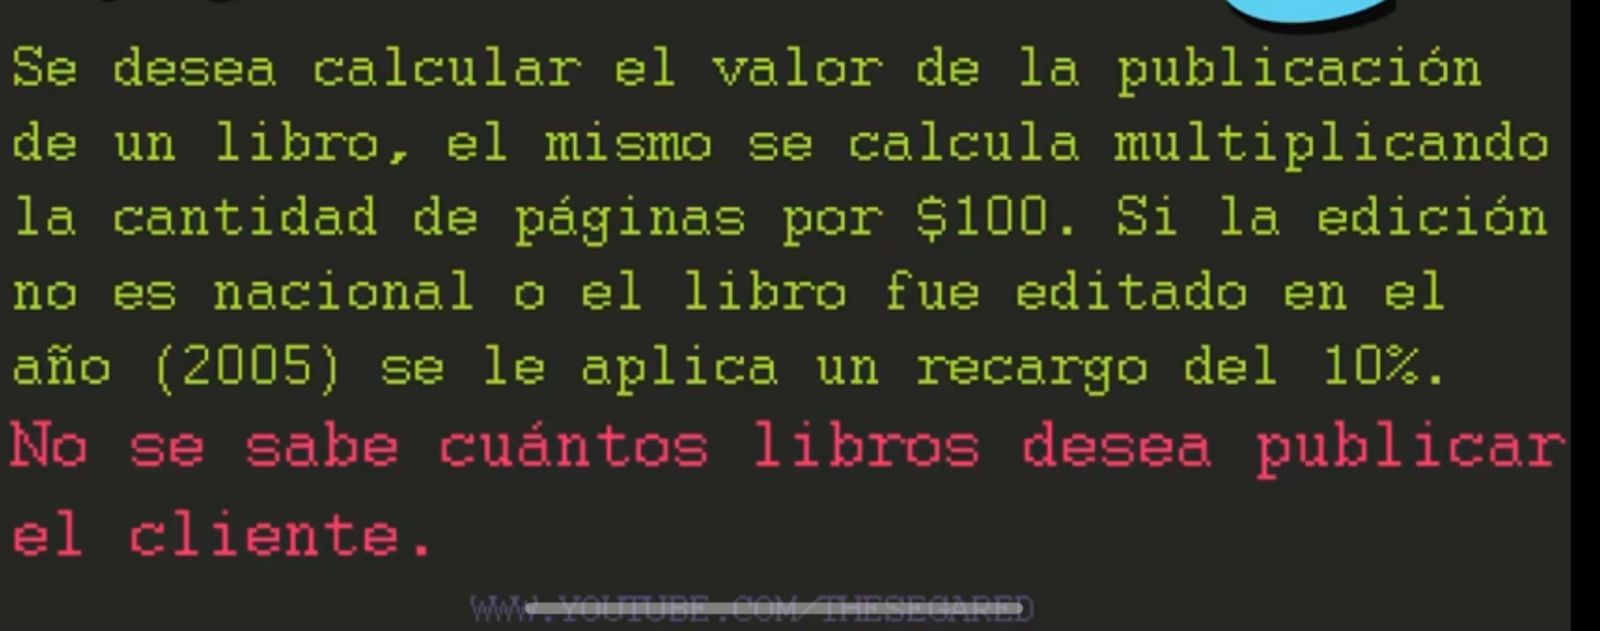 Se desea calcular el valor de la publicación
de un libro, el mismo se calcula multiplicando
la cantidad de páginas por $100. Si la edición
no es nacional o el libro fue editado en el
año (2005) se le aplica un recargo del 10%.
No se sabe cuántos libros desea publicar
el cliente.
WWW.YOUTUBE.COM/THESEGARED